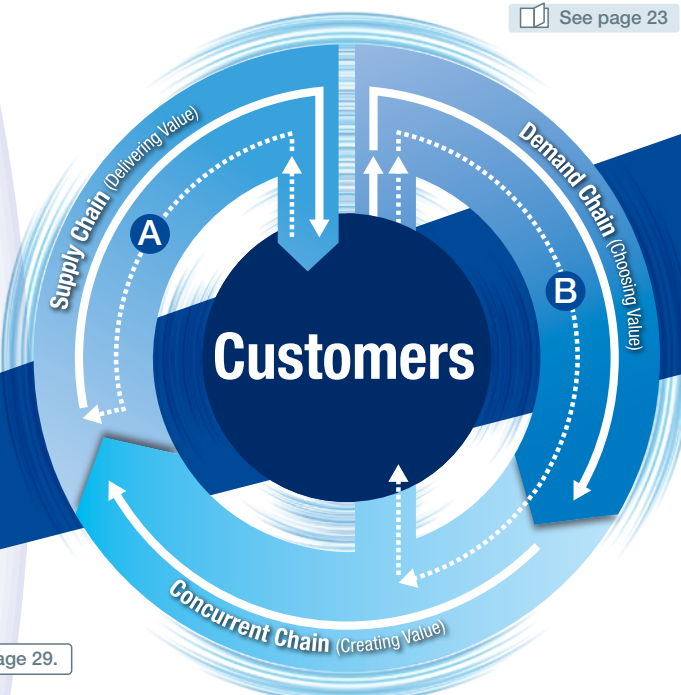 See page 23
Supply Chain (Delivering Value)
Demand Chain (Choosing Value)
A
B
Customers
Concurrent Chain (Creating Value)
age 29.